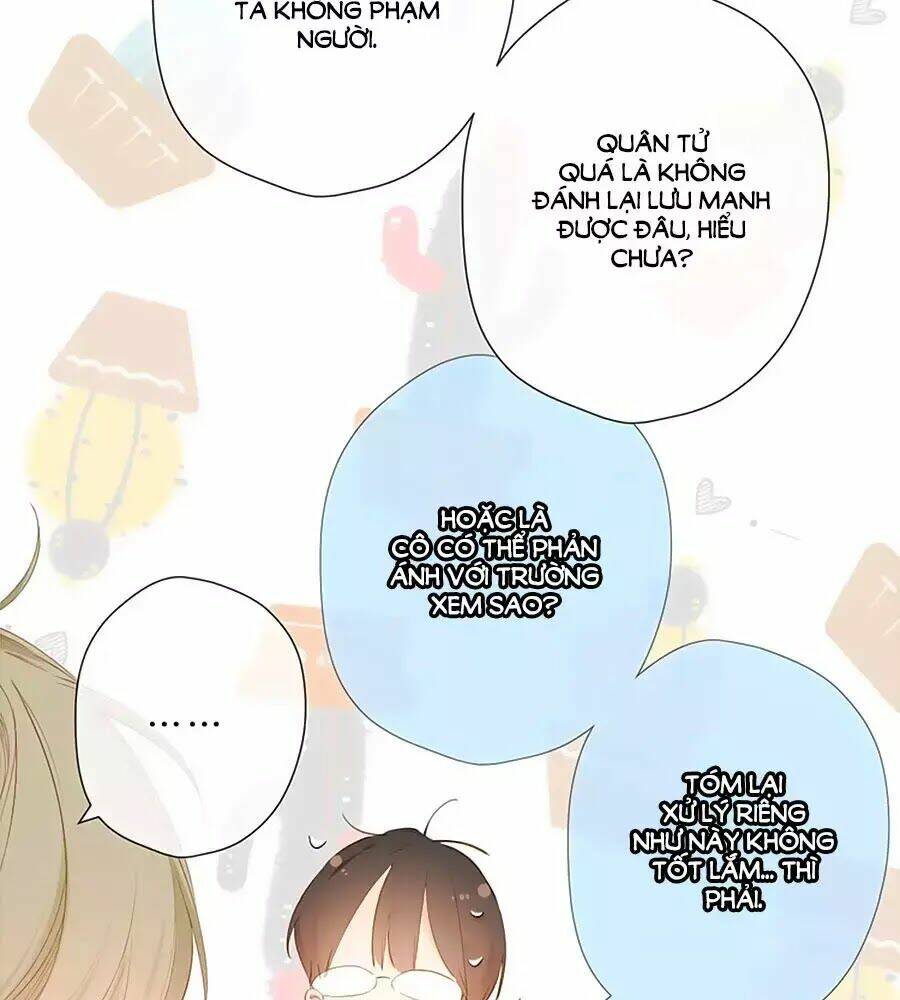 TA KHÔNG PHẠM
NGƯỜI.
QUÂN TỬ
QUÁ LÀ KHÔNG
ĐÁNH LẠI LƯU MANH
ĐƯỢC ĐÂU, HIỂU
CHƯA?
HOẶC LÀ
CÔ CÓ THỂ PHẢN
ÁNH VỚI TRƯỜNG
XEM SAO?
... ...
TÓM LẠI
XỬ LÝ RIÊNG
NHƯ NÀY KHÔNG
TỐT LẮM... THÌ
PHẢI.